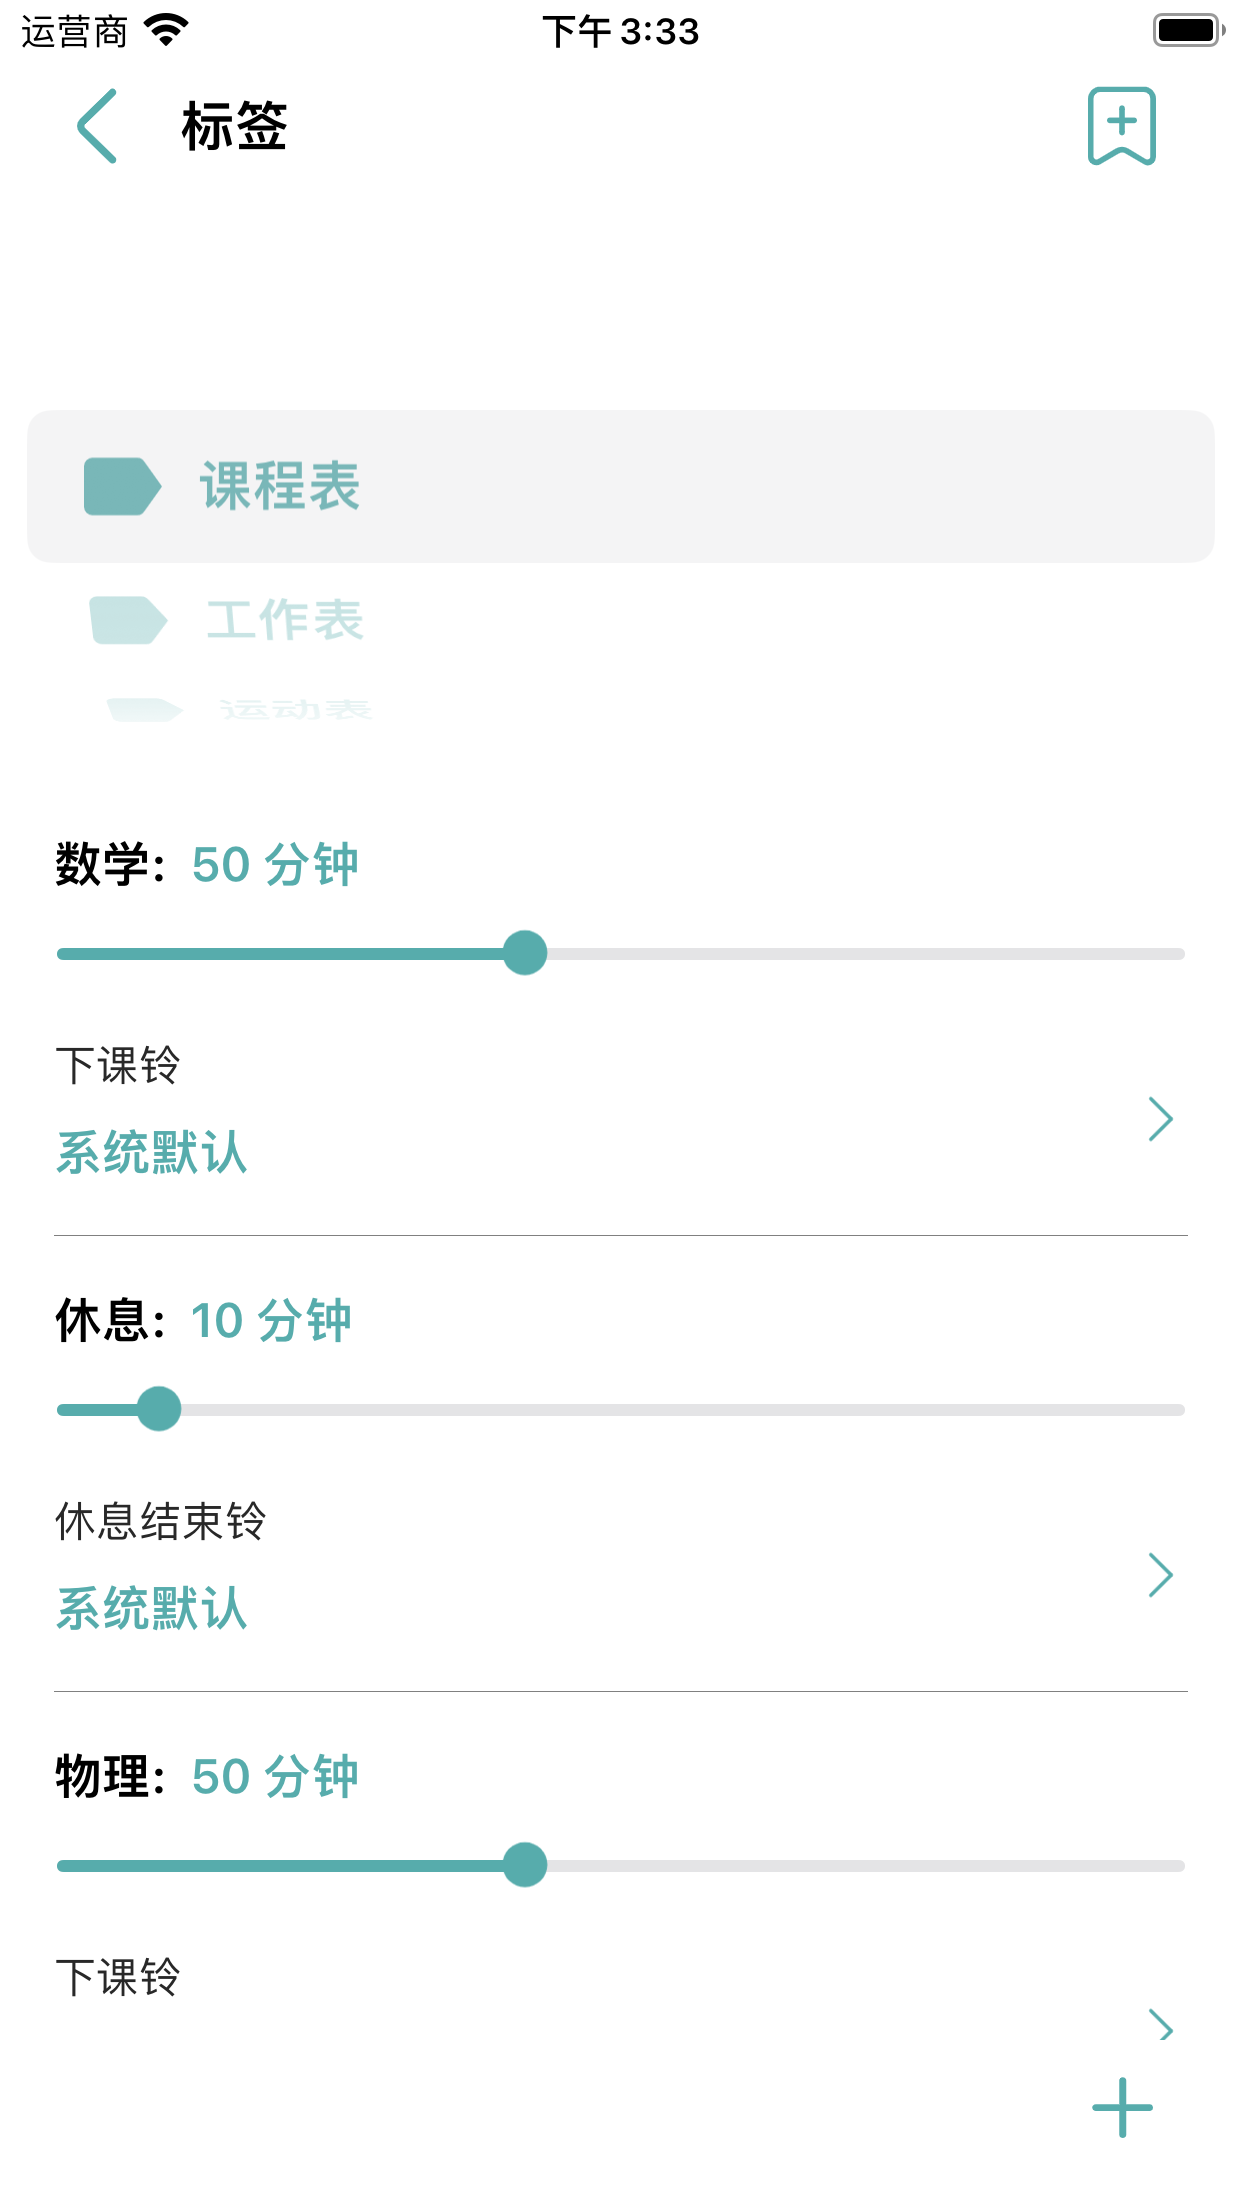 运营商 下午 3:33
标签
课程表
工作表
运动表
数学: 50 分钟
下课铃
系统默认
休息: 10 分钟
休息结束铃
系统默认
物理: 50 分钟
下课铃